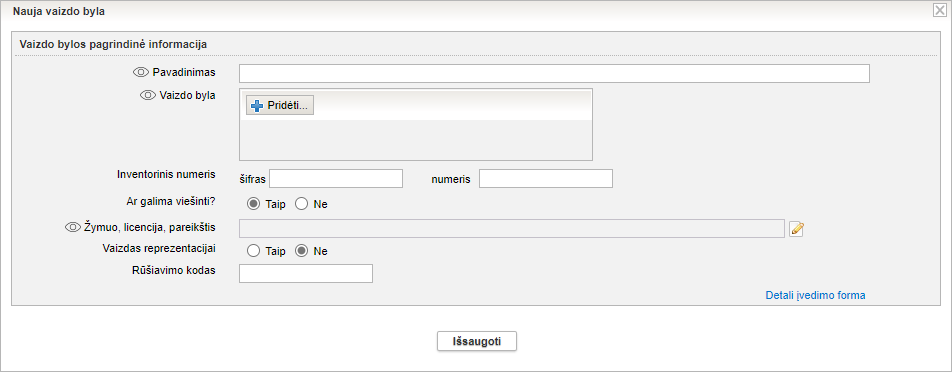 Nauja vaizdo byla
Vaizdo bylos pagrindinė informacija
Pavadinimas
Vaizdo byla
Pridėti...
Inventorinis numeris šifras numeris
Ar galima viešinti? Taip Ne
Žymuo, licencija, pareikštis
Vaizdas reprezentacijai Taip Ne
Rūšiavimo kodas
Detali įvedimo forma
Išsaugoti